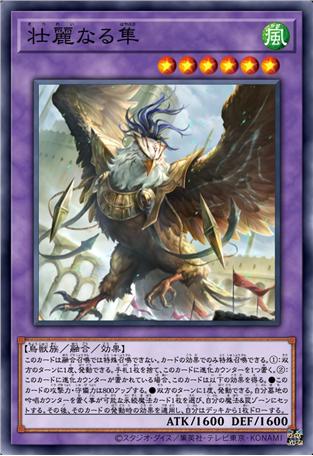 壮麗なる隼
風
【鳥獣族／融合／効果】
このカードは融合召喚では特殊召喚できず、カードの効果でのみ特殊召喚できる。①：双
方のターンに1度、発動できる。手札1枚を捨て、このカードに進化カウンターを1つ置く。②：
このカードに進化カウンターが置かれている場合、このカードは以下の効果を得る。●この
カードの攻撃力・守備力は800アップする。●双方のターンに1度、発動できる。自分墓地
ATK/1600 DEF/1600
©スタジオ・ダイス／集英社・テレビ東京・KONAMI